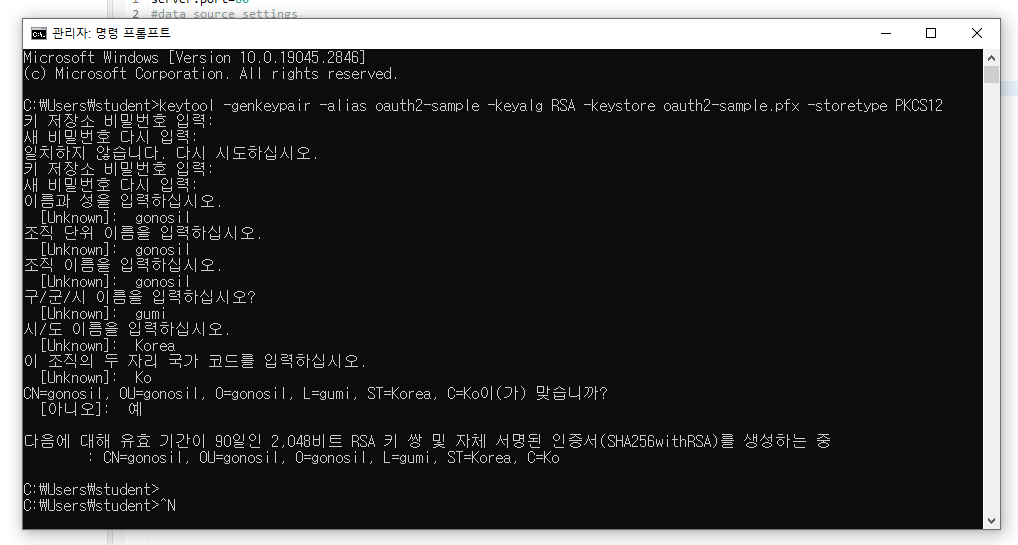 server.port=80
2 #data source settings
관리자: 명령 프롬프트
Microsoft Windows [Version 10.0.19045.2846]
(c) Microsoft Corporation. All rights reserved.
C:₩Users₩student>keytool -genkeypair -alias oauth2-sample -keyalg RSA -keystore oauth2-sample.pfx -storetype PKCS12
키 저장소 비밀번호 입력:
새 비밀번호 다시 입력:
일치하지 않습니다. 다시 시도하십시오.
키 저장소 비밀번호 입력:
새 비밀번호 다시 입력:
이름과 성을 입력하십시오.
[Unknown]: gonosil
조직 단위 이름을 입력하십시오.
[Unknown]: gonosil
조직 이름을 입력하십시오.
[Unknown]: gonosil
구/군/시 이름을 입력하십시오?
[Unknown]: gumi
시/도 이름을 입력하십시오.
[Unknown]: Korea
이 조직의 두 자리 국가 코드를 입력하십시오.
[Unknown]: Ko
CN=gonosil, OU=gonosil, O=gonosil, L=gumi, ST=Korea, C=Ko이(가) 맞습니까?
[아니오]: 예
다음에 대해 유효 기간이 90일인 2,048비트 RSA 키 쌍 및 자체 서명된 인증서(SHA256withRSA)를 생성하는 중
: CN=gonosil, OU=gonosil, O=gonosil, L=gumi, ST=Korea, C=Ko
C:₩Users₩student>
C:₩Users₩student>^N